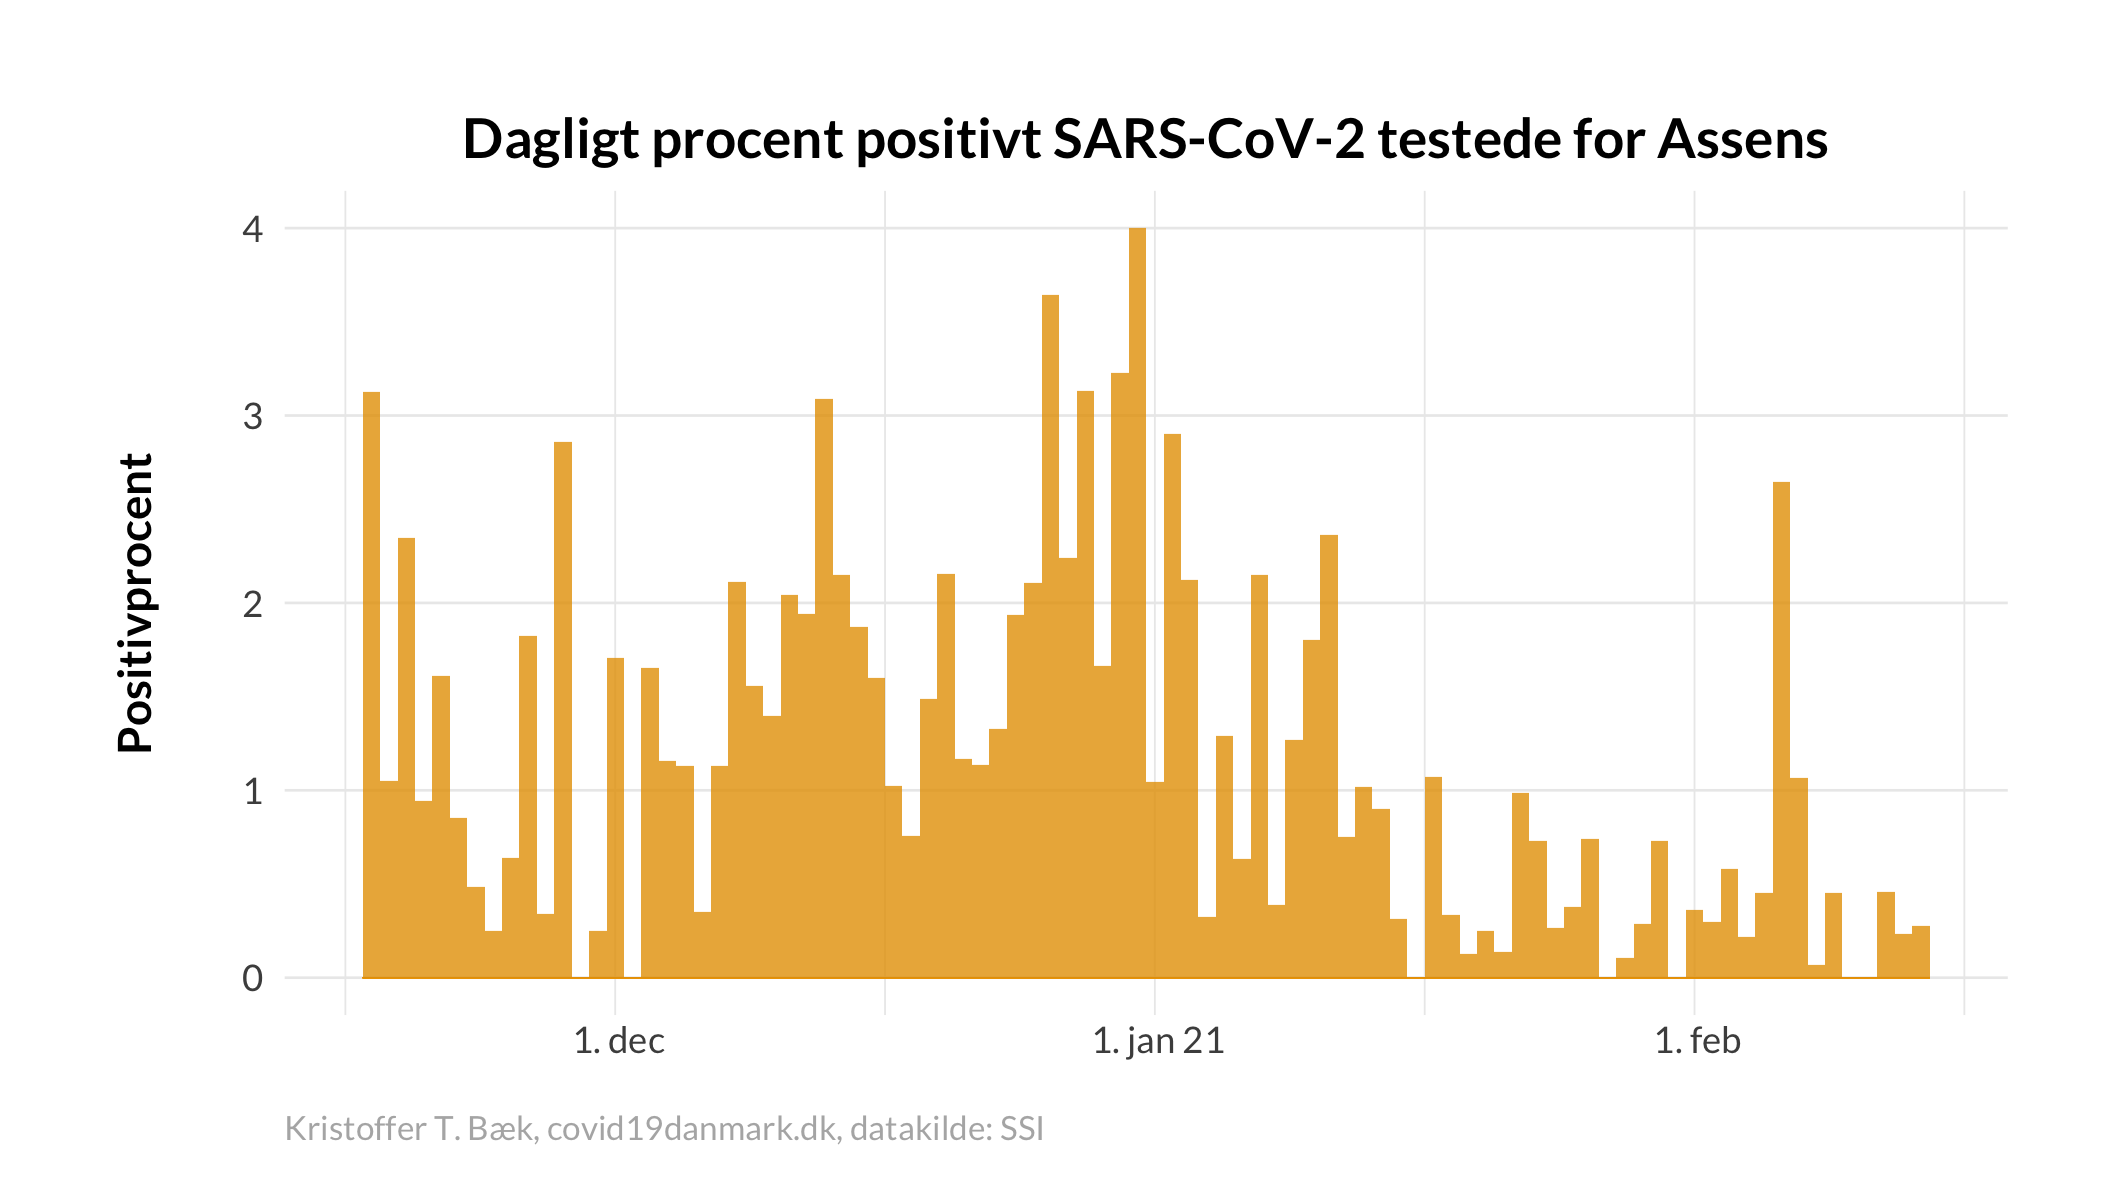 Dagligt procent positivt SARS-CoV-2 testede for Assens
Positivprocent
4
3
2
1
0
1. dec
1. jan 21
1. feb
Kristoffer T. Bæk, covid19danmark.dk, datakilde: SSI